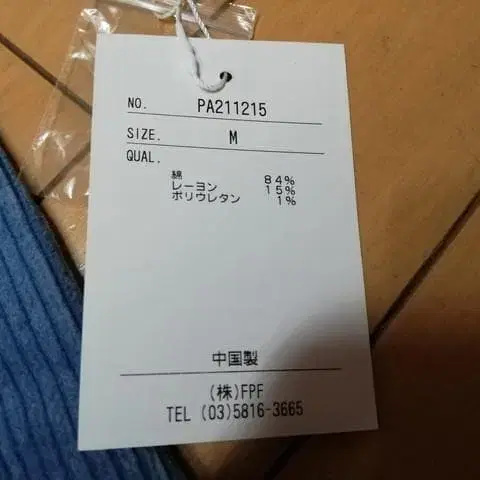 NO. PA211215
SIZE. M
QUAL.
綿 84%
レーヨン 15%
ポリウレタン 1%
中国製
(株)FPF
TEL (03)5816-3665